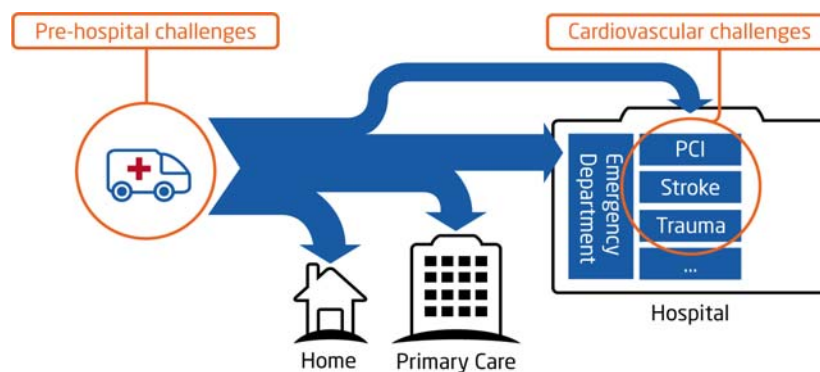 Pre-hospital challenges
Cardiovascular challenges
Emergency
Department
PCI
Stroke
Trauma
...
Hospital
Home
Primary Care